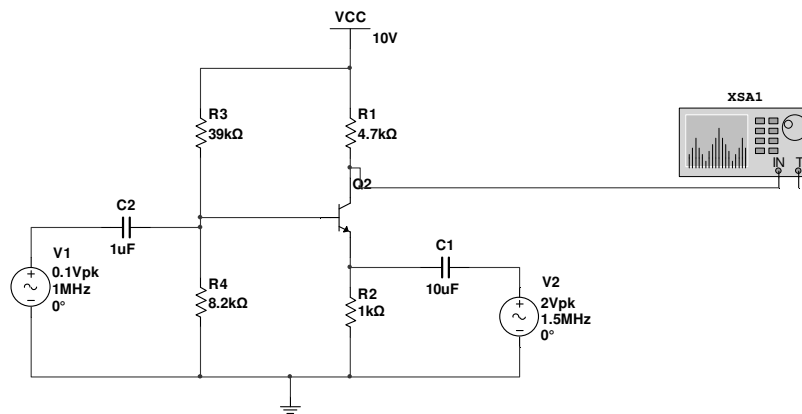 VCC
10V
XSA1
R3
39kΩ
R1
4.7kΩ
IN
T
Q2
C2
1uF
V1
0.1Vpk
1MHz
0°
R4
8.2kΩ
C1
10uF
R2
1kΩ
V2
2Vpk
1.5MHz
0°